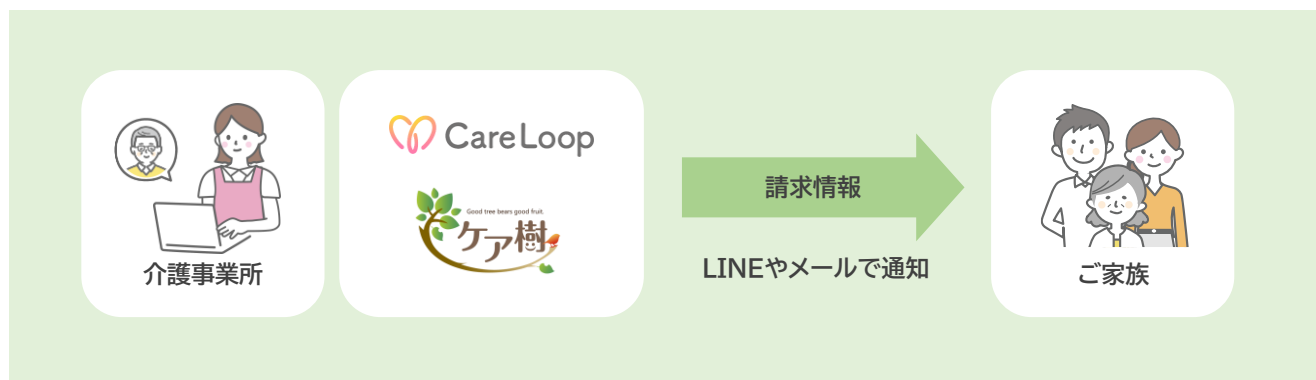 介護事業所
CareLoop
Good tree bears good fruit.
ケア樹
請求情報
LINEやメールで通知
ご家族